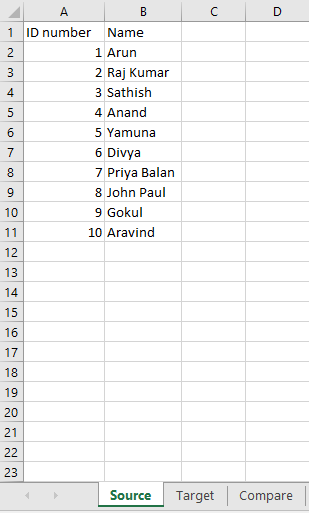 A B C D
1 ID number Name
2 1 Arun
3 2 Raj Kumar
4 3 Sathish
5 4 Anand
6 5 Yamuna
7 6 Divya
8 7 Priya Balan
9 8 John Paul
10 9 Gokul
11 10 Aravind
12
13
14
15
16
17
18
19
20
21
22
23
Source Target Compare